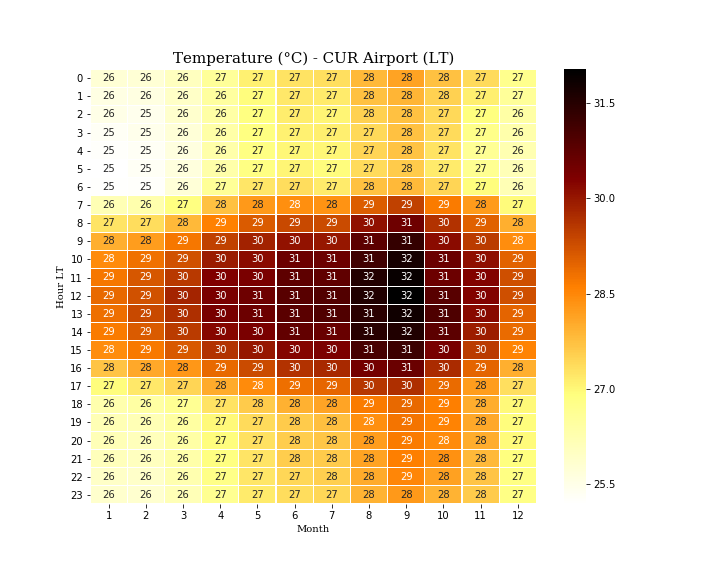 Temperature (°C) - CUR Airport (LT)
0 26 26 26 27 27 27 27 28 28 28 27 27
1 26 26 26 26 27 27 27 28 28 28 27 27
2 26 25 26 26 27 27 27 28 28 27 27 26
3 25 25 26 26 27 27 27 27 28 27 27 26
4 25 25 26 26 27 27 27 27 28 27 27 26
5 25 25 26 26 27 27 27 27 28 27 27 26
6 25 25 26 27 27 27 27 28 28 27 27 26
7 26 26 27 28 28 28 28 29 29 29 28 27
8 27 27 28 29 29 29 29 30 31 30 29 28
9 28 28 29 29 30 30 30 31 31 30 30 28
10 28 29 29 30 30 31 31 31 32 31 30 29
11 29 29 30 30 30 31 31 32 32 31 30 29
12 29 29 30 30 31 31 31 32 32 31 30 29
13 29 29 30 30 31 31 31 31 32 31 30 29
14 29 29 30 30 30 31 31 31 32 31 30 29
15 28 29 29 30 30 30 30 31 31 30 30 29
16 28 28 28 29 29 30 30 30 31 30 29 28
17 27 27 27 28 28 29 29 30 30 29 28 27
18 26 26 27 27 28 28 28 29 29 29 28 27
19 26 26 26 27 27 28 28 28 29 29 28 27
20 26 26 26 27 27 28 28 28 29 28 28 27
21 26 26 26 27 27 28 28 28 29 28 28 27
22 26 26 26 27 27 27 28 28 29 28 28 27
23 26 26 26 27 27 27 27 28 28 28 28 27
1 2 3 4 5 6 7 8 9 10 11 12
Month
Hour LT
31.5
30.0
28.5
27.0
25.5